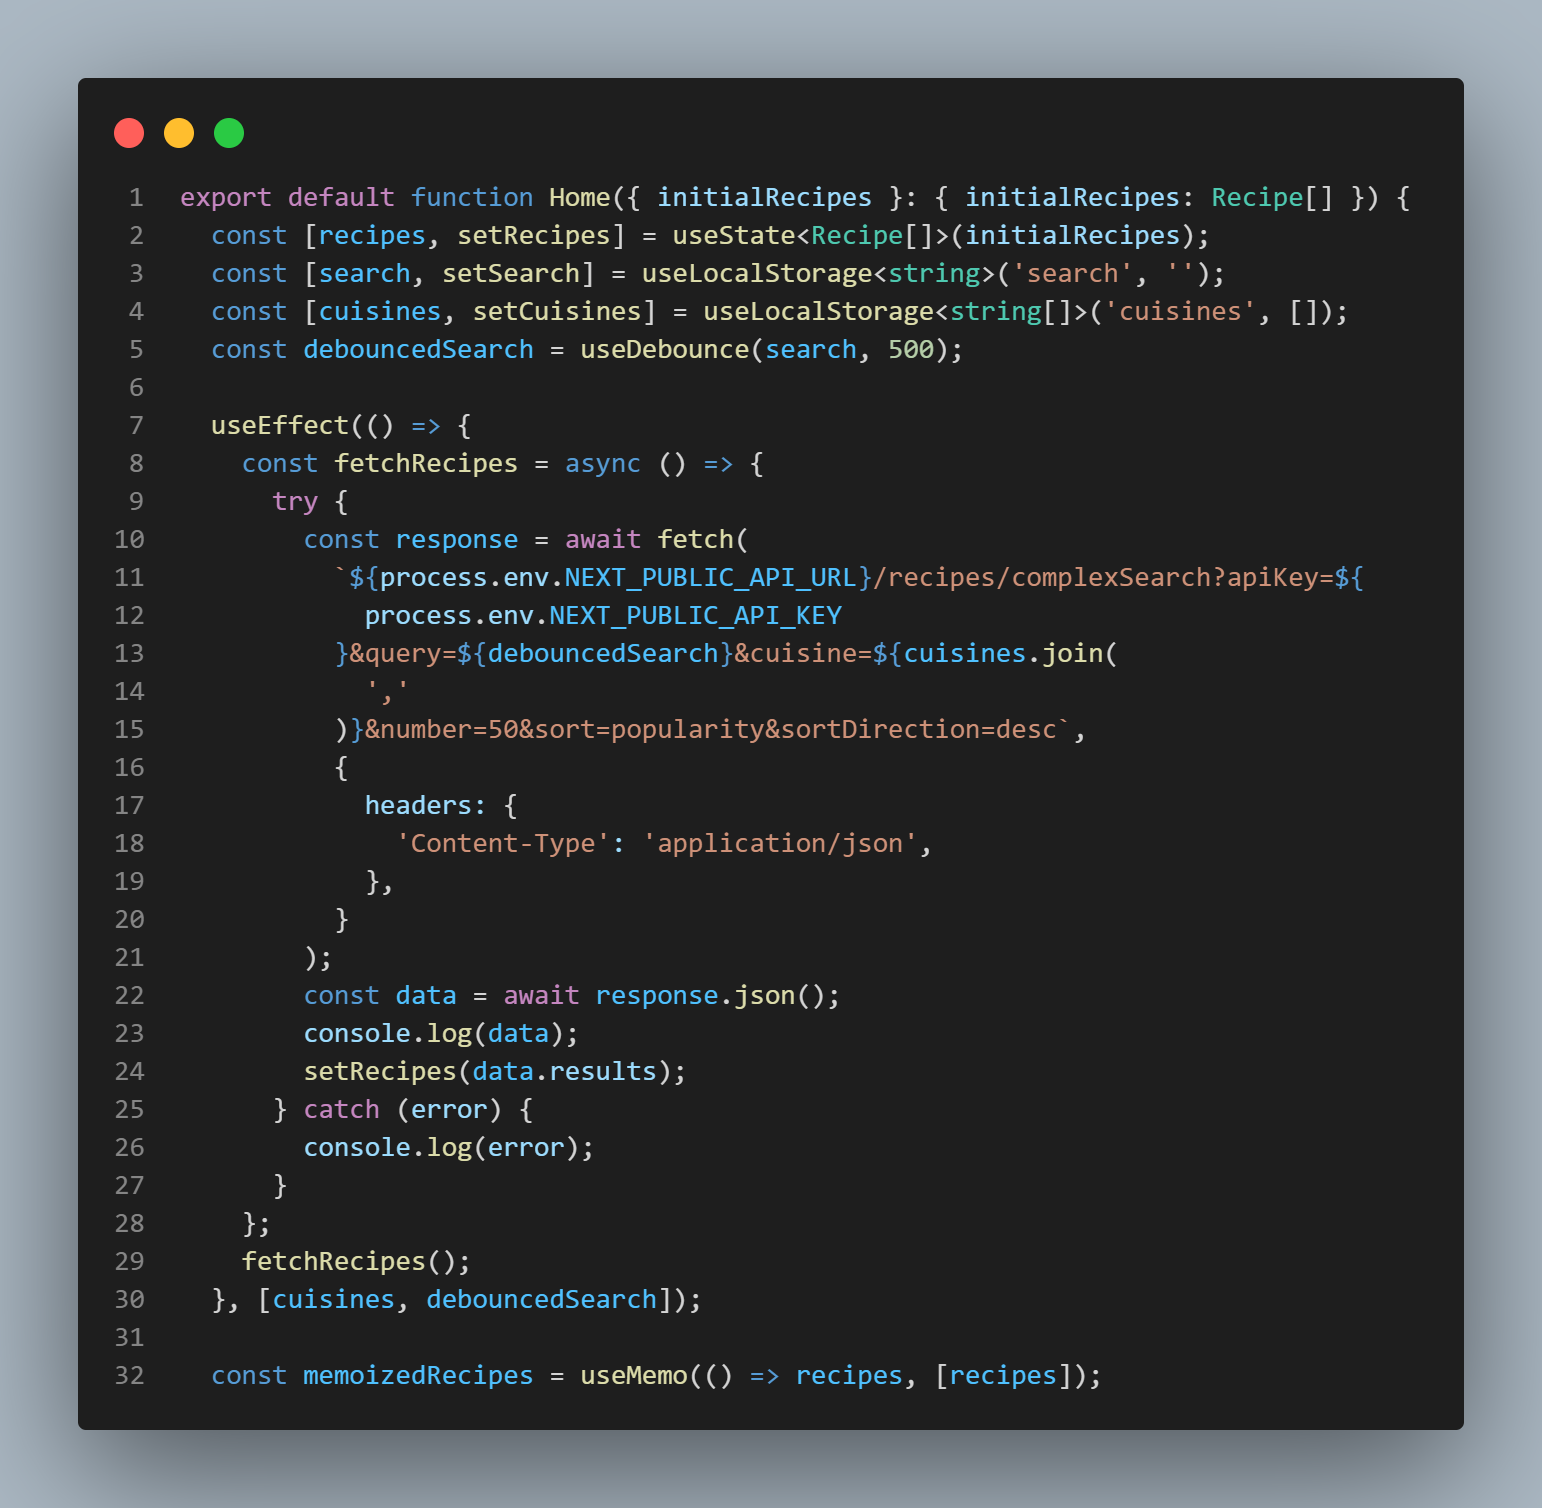 1 export default function Home({ initialRecipes }: { initialRecipes: Recipe[] }) {
2   const [recipes, setRecipes] = useState<Recipe[]>(initialRecipes);
3   const [search, setSearch] = useLocalStorage<string>('search', '');
4   const [cuisines, setCuisines] = useLocalStorage<string[]>('cuisines', []);
5   const debouncedSearch = useDebounce(search, 500);
6
7   useEffect(() => {
8     const fetchRecipes = async () => {
9       try {
10         const response = await fetch(
11           `${process.env.NEXT_PUBLIC_API_URL}/recipes/complexSearch?apiKey=${
12             process.env.NEXT_PUBLIC_API_KEY
13           }&query=${debouncedSearch}&cuisine=${cuisines.join(
14             ','
15           )}&number=50&sort=popularity&sortDirection=desc`,
16           {
17             headers: {
18               'Content-Type': 'application/json',
19             },
20           }
21         );
22         const data = await response.json();
23         console.log(data);
24         setRecipes(data.results);
25       } catch (error) {
26         console.log(error);
27       }
28     };
29     fetchRecipes();
30   }, [cuisines, debouncedSearch]);
31
32   const memoizedRecipes = useMemo(() => recipes, [recipes]);